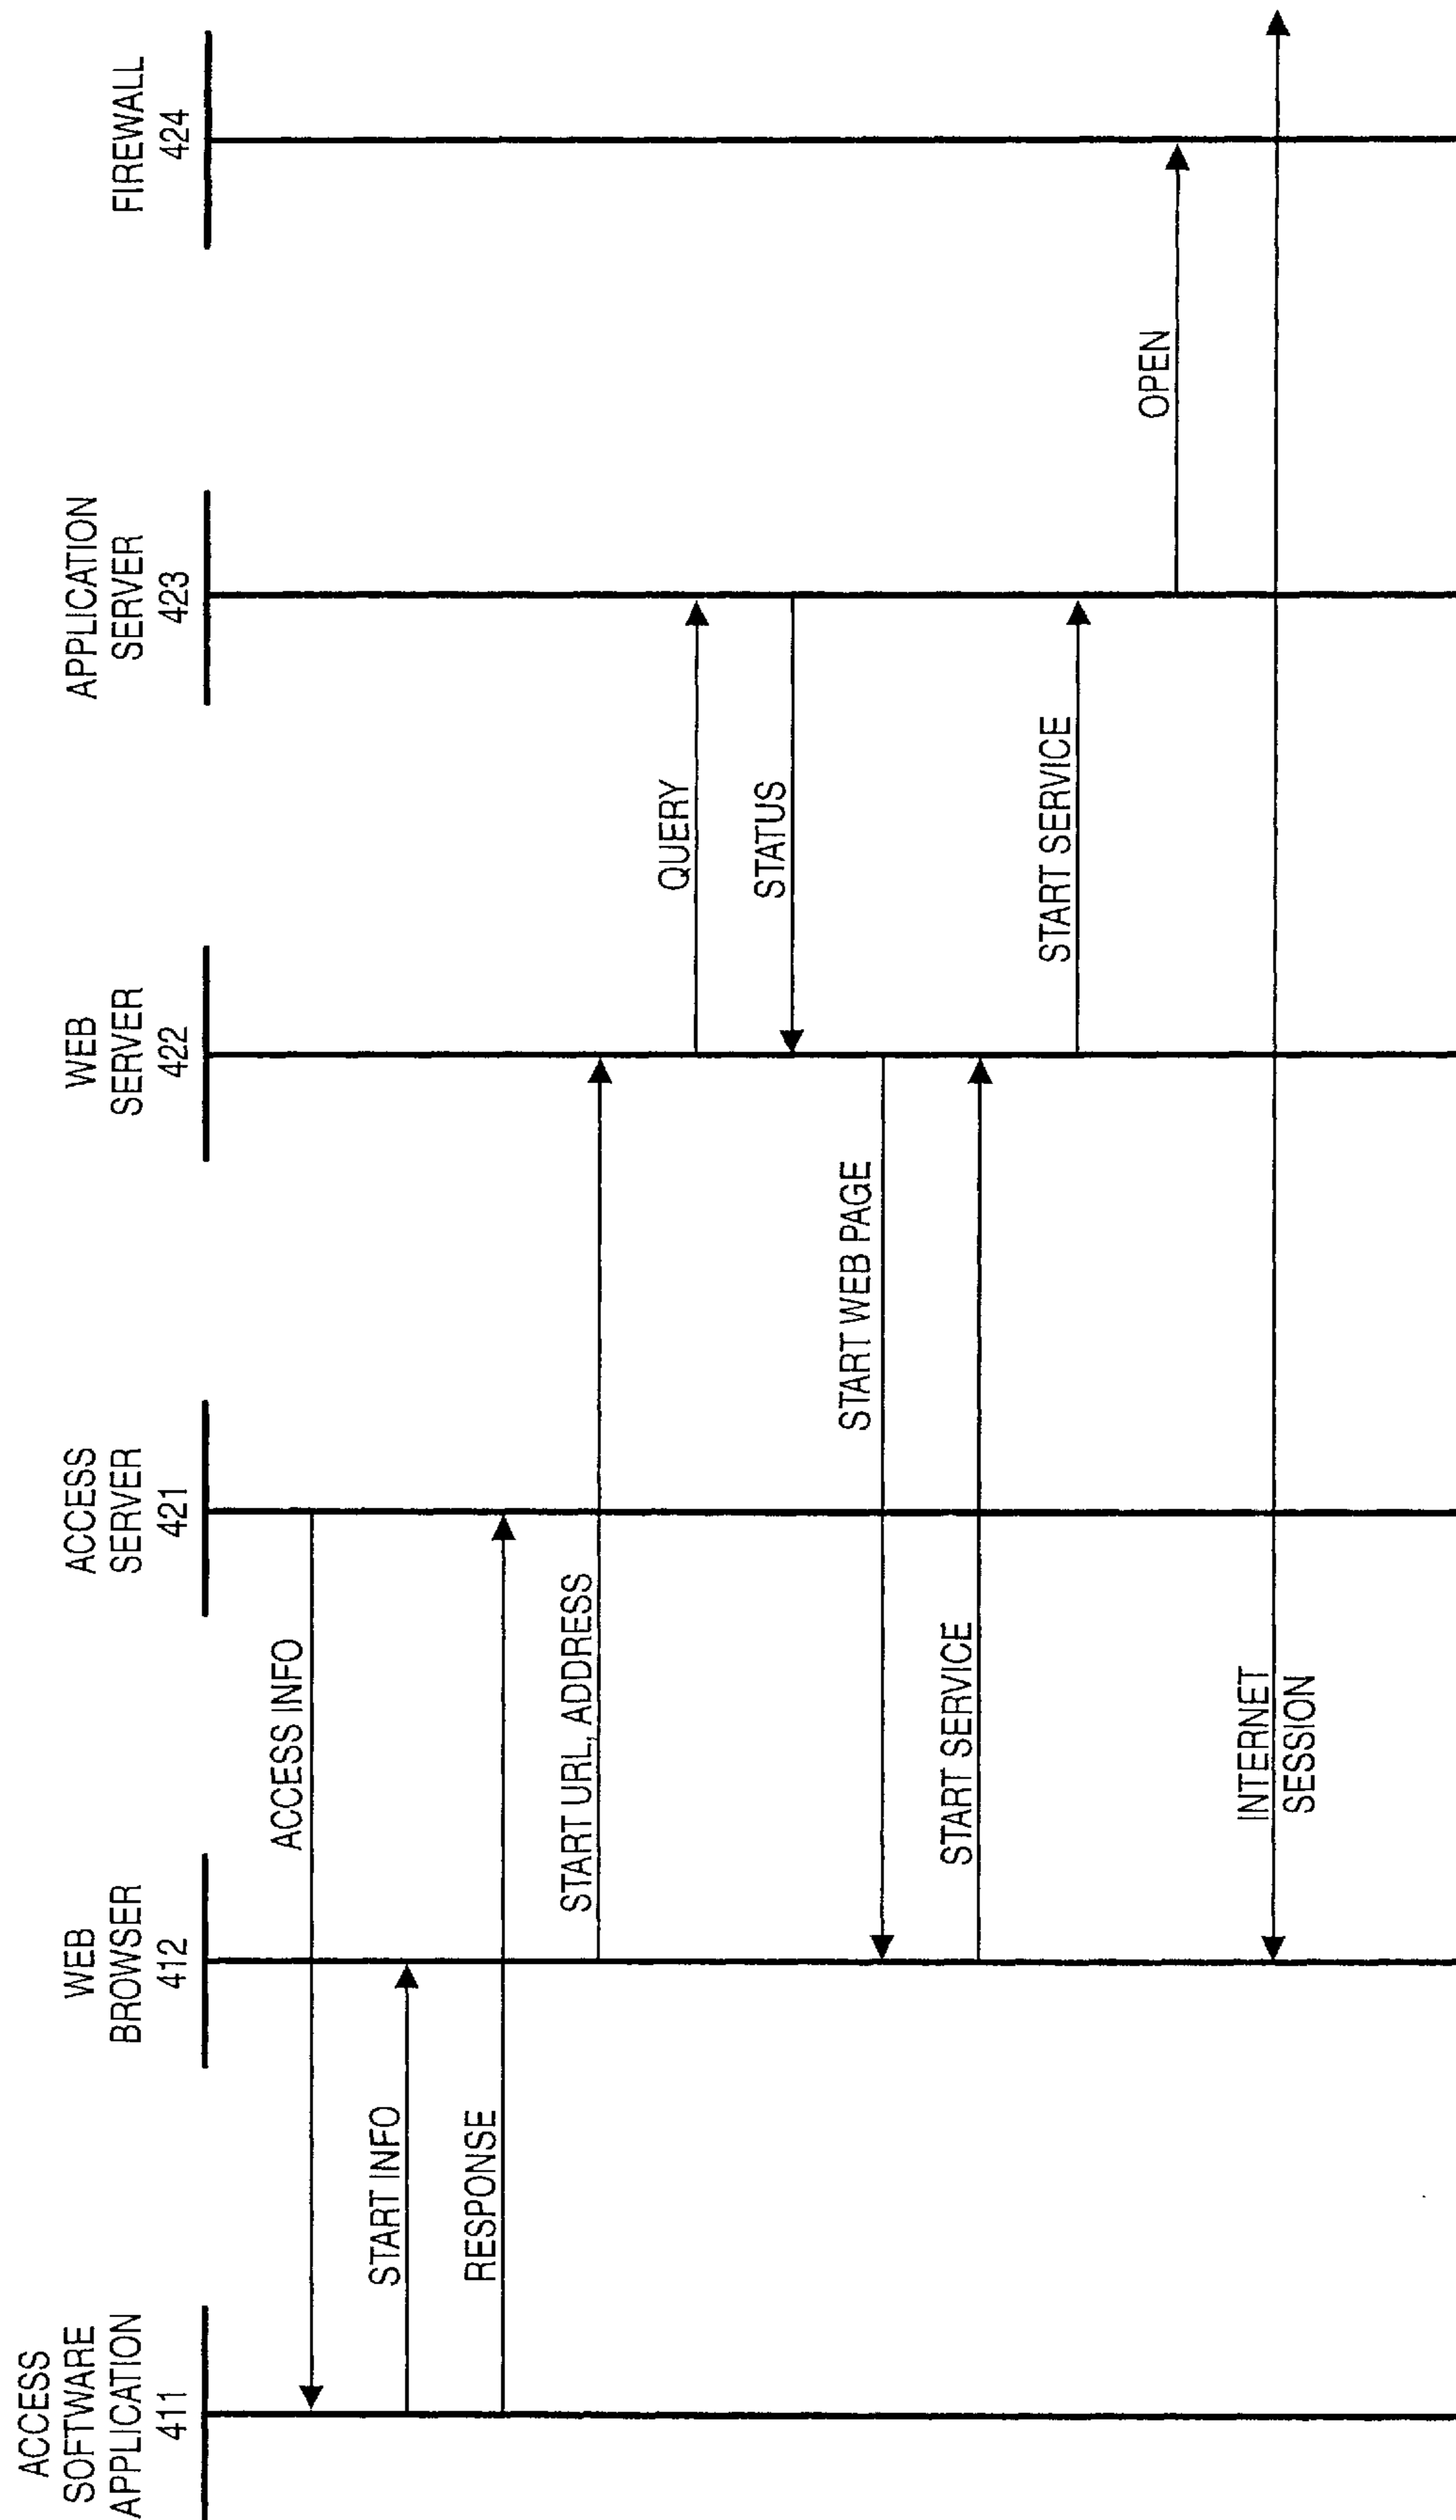 ACCESS
SOFTWARE
APPLICATION
411
WEB
BROWSER
412
ACCESS
SERVER
421
WEB
SERVER
422
APPLICATION
SERVER
423
FIREWALL
424
ACCESS INFO
START INFO
RESPONSE
START URL, ADDRESS
QUERY
STATUS
START WEB PAGE
START SERVICE
START SERVICE
OPEN
INTERNET
SESSION